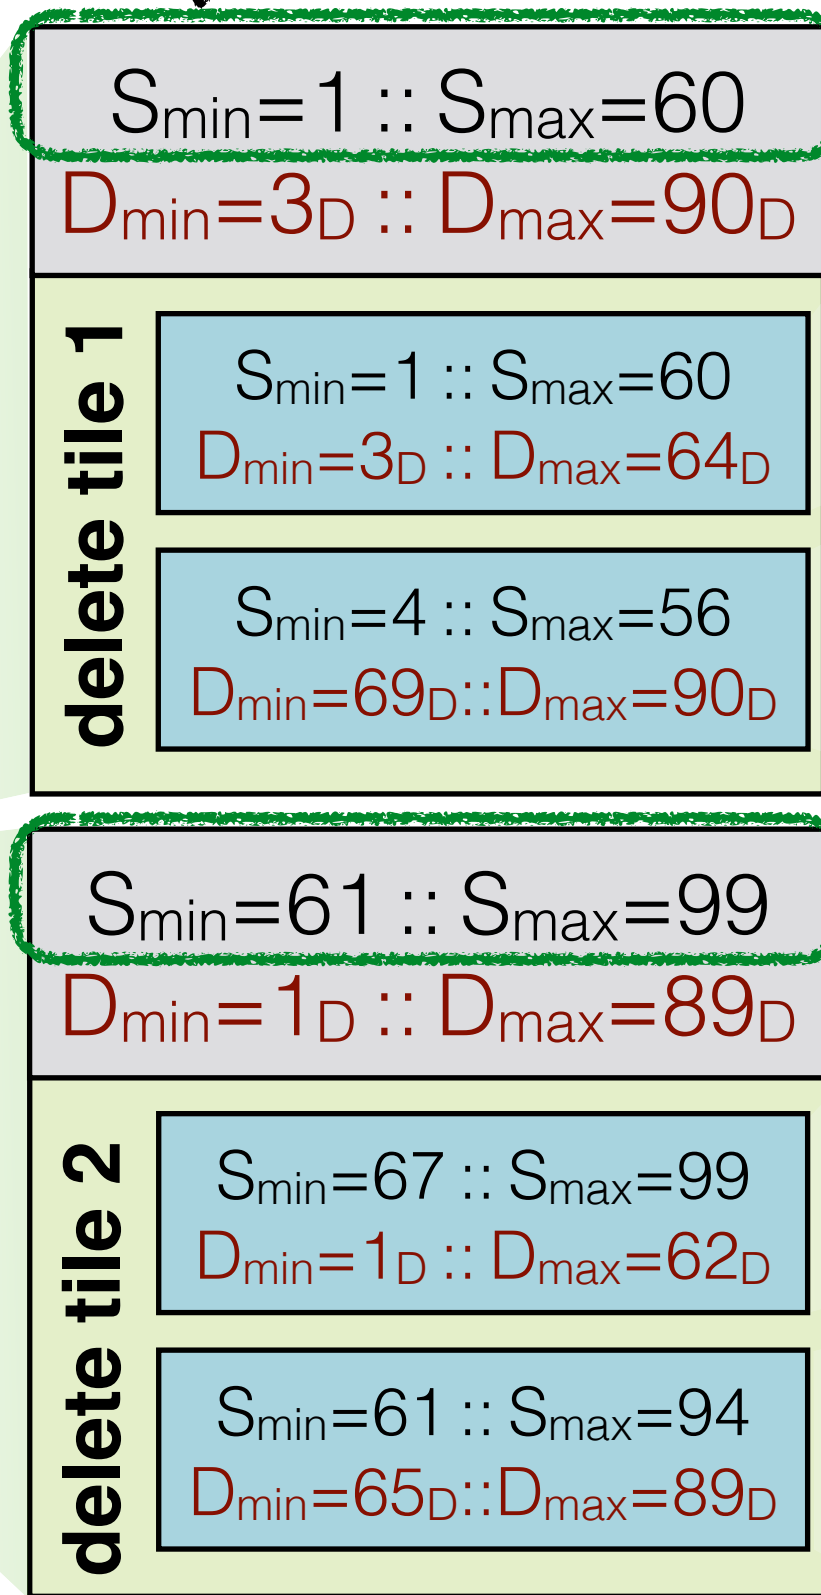 Smin=1 :: Smax=60
Dmin=3D :: Dmax=90D
delete tile 1
Smin=1 :: Smax=60
Dmin=3D :: Dmax=64D
Smin=4 :: Smax=56
Dmin=69D::Dmax=90D
Smin=61 :: Smax=99
Dmin=1D :: Dmax=89D
delete tile 2
Smin=67 :: Smax=99
Dmin=1D :: Dmax=62D
Smin=61 :: Smax=94
Dmin=65D::Dmax=89D